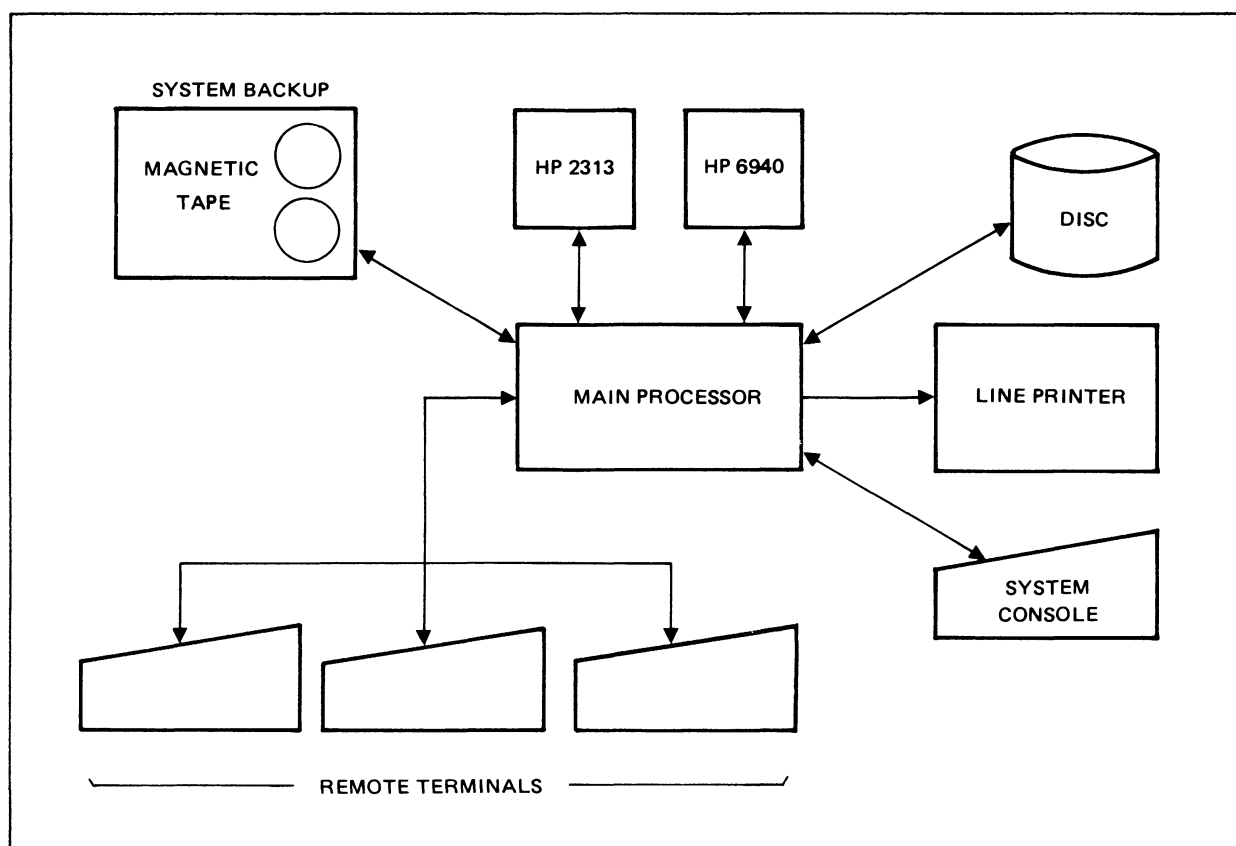 SYSTEM BACKUP
MAGNETIC
TAPE
HP 2313
HP 6940
DISC
MAIN PROCESSOR
LINE PRINTER
SYSTEM
CONSOLE
REMOTE TERMINALS